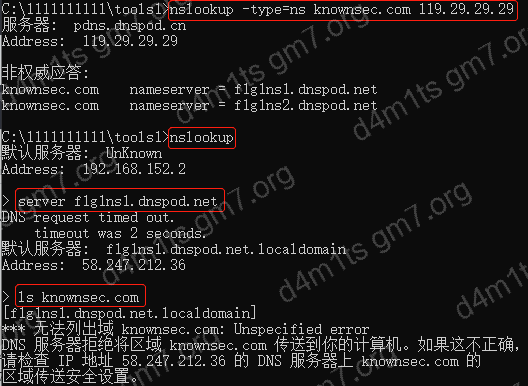 C:\1111111111\tools1>nslookup -type=ns knownsec.com 119.29.29.29
服务器:  pdns.dnspod.cn
Address:  119.29.29.29
非权威应答:
knownsec.com    nameserver = f1g1ns1.dnspod.net
knownsec.com    nameserver = f1g1ns2.dnspod.net
C:\1111111111\tools1>nslookup
默认服务器:  UnKnown
Address:  192.168.152.2
> server f1g1ns1.dnspod.net
DNS request timed out.
    timeout was 2 seconds.
默认服务器:  f1g1ns1.dnspod.net.localdomain
Address:  58.247.212.36
> ls knownsec.com
[f1g1ns1.dnspod.net.localdomain]
*** 无法列出域 knownsec.com: Unspecified error
DNS 服务器拒绝将区域 knownsec.com 传送到你的计算机。如果这不正确，
请检查 IP 地址 58.247.212.36 的 DNS 服务器上 knownsec.com 的
区域传送安全设置。
d4m1ts gm7.org
d4m1ts gm7.org
d4m1ts gm7.org